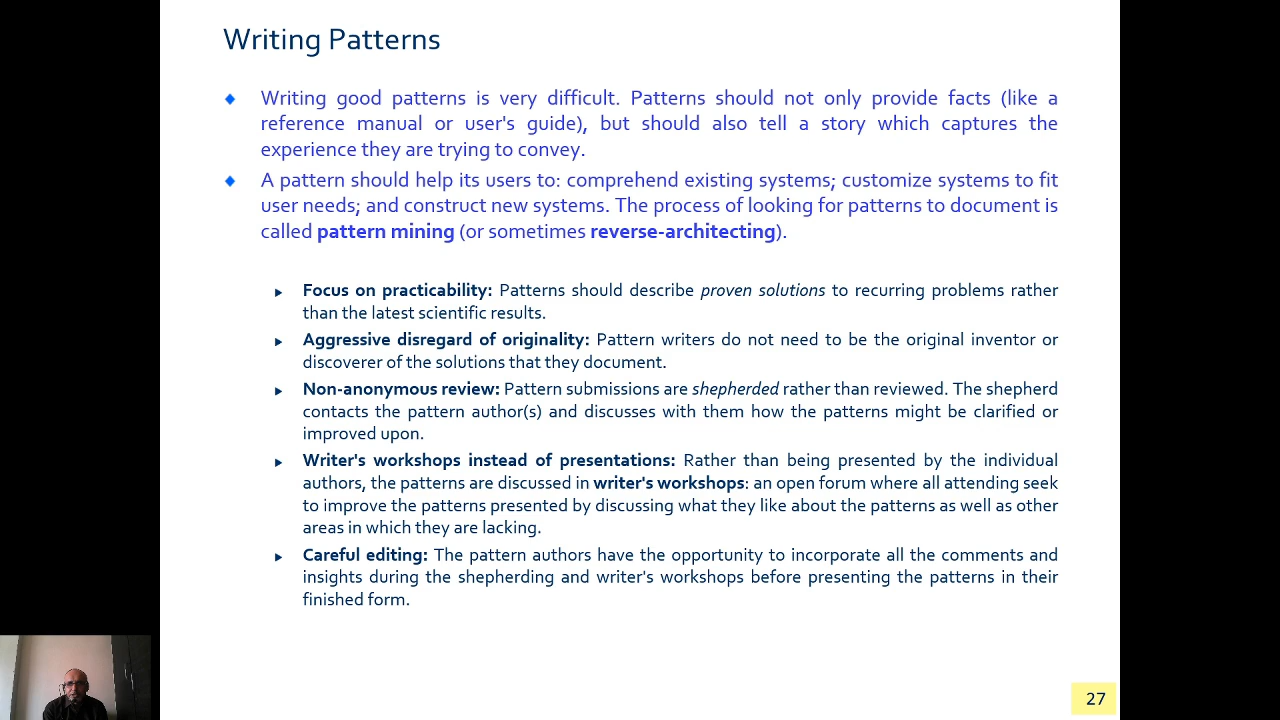 Writing Patterns
Writing good patterns is very difficult. Patterns should not only provide facts (like a
reference manual or user's guide), but should also tell a story which captures the
experience they are trying to convey.
A pattern should help its users to: comprehend existing systems; customize systems to fit
user needs; and construct new systems. The process of looking for patterns to document is
called pattern mining (or sometimes reverse-architecting).
Focus on practicability: Patterns should describe proven solutions to recurring problems rather
than the latest scientific results.
Aggressive disregard of originality: Pattern writers do not need to be the original inventor or
discoverer of the solutions that they document.
Non-anonymous review: Pattern submissions are shepherded rather than reviewed. The shepherd
contacts the pattern author(s) and discusses with them how the patterns might be clarified or
improved upon.
Writer's workshops instead of presentations: Rather than being presented by the individual
authors, the patterns are discussed in writer's workshops: an open forum where all attending seek
to improve the patterns presented by discussing what they like about the patterns as well as other
areas in which they are lacking.
Careful editing: The pattern authors have the opportunity to incorporate all the comments and
insights during the shepherding and writer's workshops before presenting the patterns in their
finished form.
27